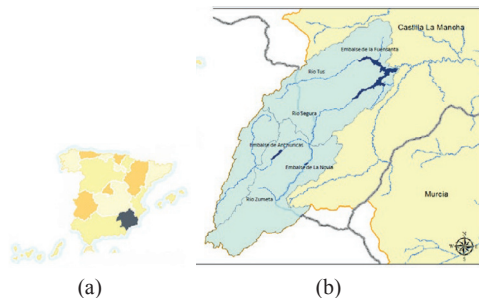 Castilla La Mancha
Embalse de la Fuensanta
Río Tus
Río Segura
Embalse de Anchuricas
Embalse de La Novia
Río Zumeta
Murcia
N
W
E
S
(a)
(b)